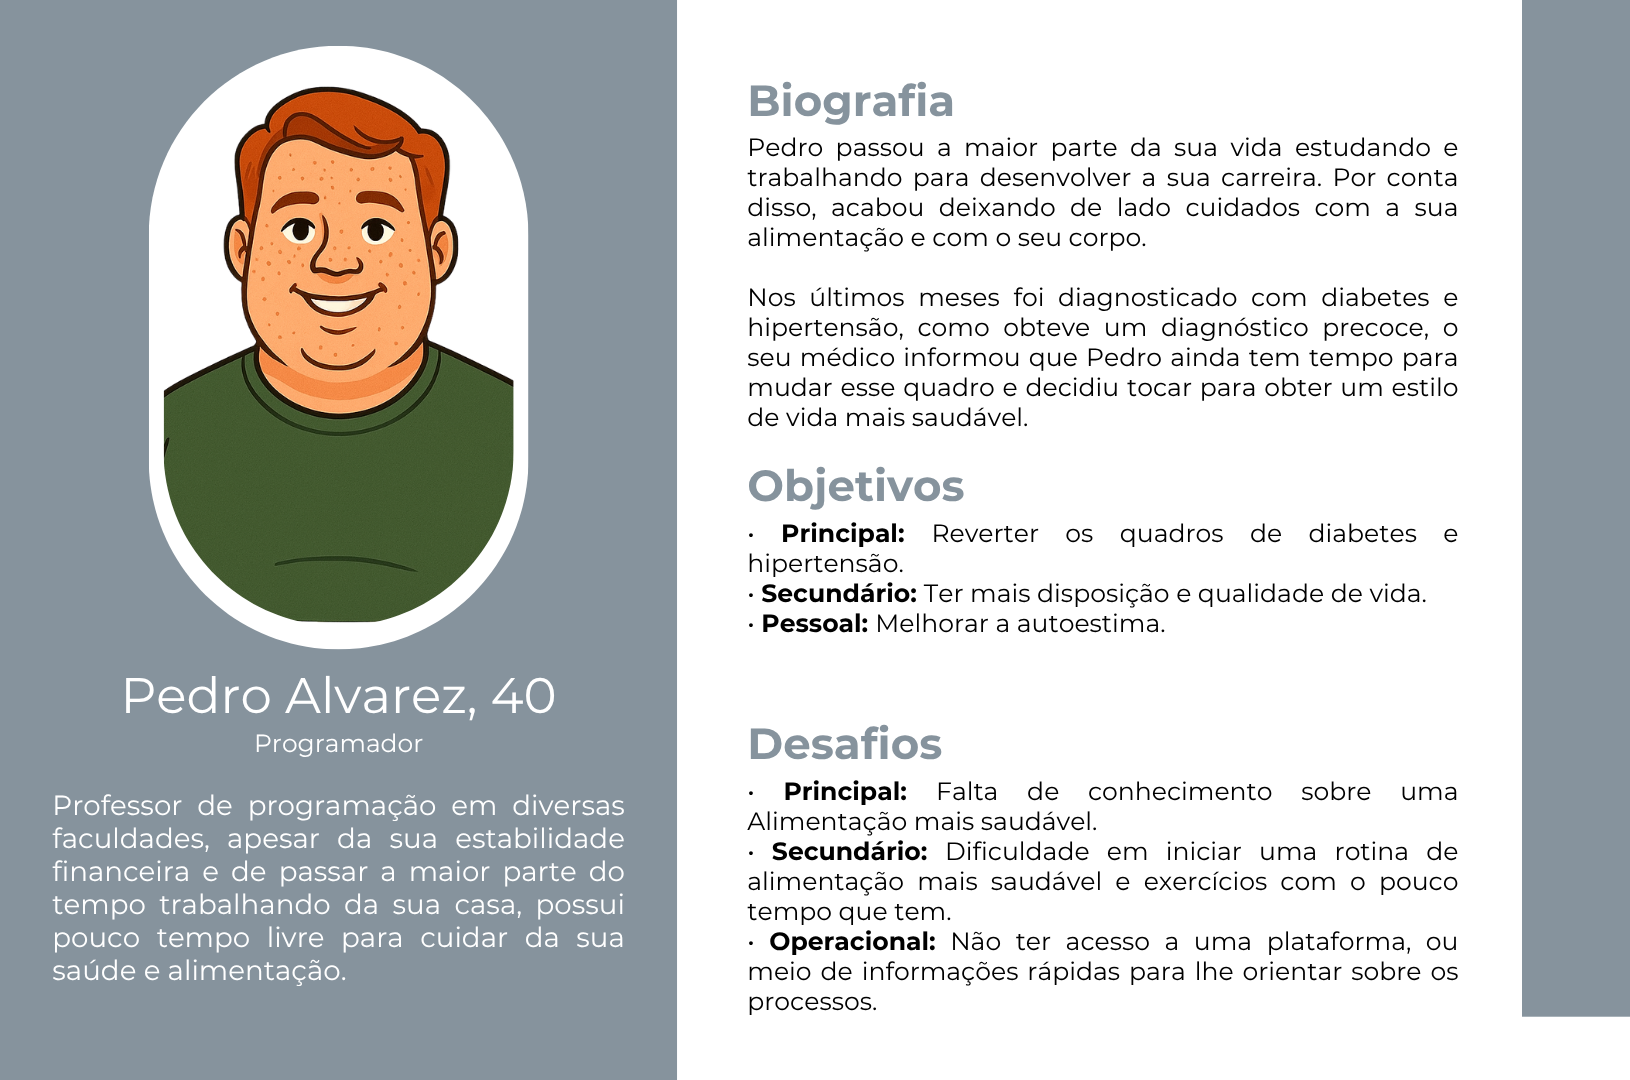 Pedro Alvarez, 40
Programador
Professor de programação em diversas
faculdades, apesar da sua estabilidade
financeira e de passar a maior parte do
tempo trabalhando da sua casa, possui
pouco tempo livre para cuidar da sua
saúde e alimentação.
Biografia
Pedro passou a maior parte da sua vida estudando e
trabalhando para desenvolver a sua carreira. Por conta
disso, acabou deixando de lado cuidados com a sua
alimentação e com o seu corpo.
Nos últimos meses foi diagnosticado com diabetes e
hipertensão, como obteve um diagnóstico precoce, o
seu médico informou que Pedro ainda tem tempo para
mudar esse quadro e decidiu tocar para obter um estilo
de vida mais saudável.
Objetivos
• Principal: Reverter os quadros de diabetes e
hipertensão.
• Secundário: Ter mais disposição e qualidade de vida.
• Pessoal: Melhorar a autoestima.
Desafios
• Principal: Falta de conhecimento sobre uma
Alimentação mais saudável.
• Secundário: Dificuldade em iniciar uma rotina de
alimentação mais saudável e exercícios com o pouco
tempo que tem.
• Operacional: Não ter acesso a uma plataforma, ou
meio de informações rápidas para lhe orientar sobre os
processos.